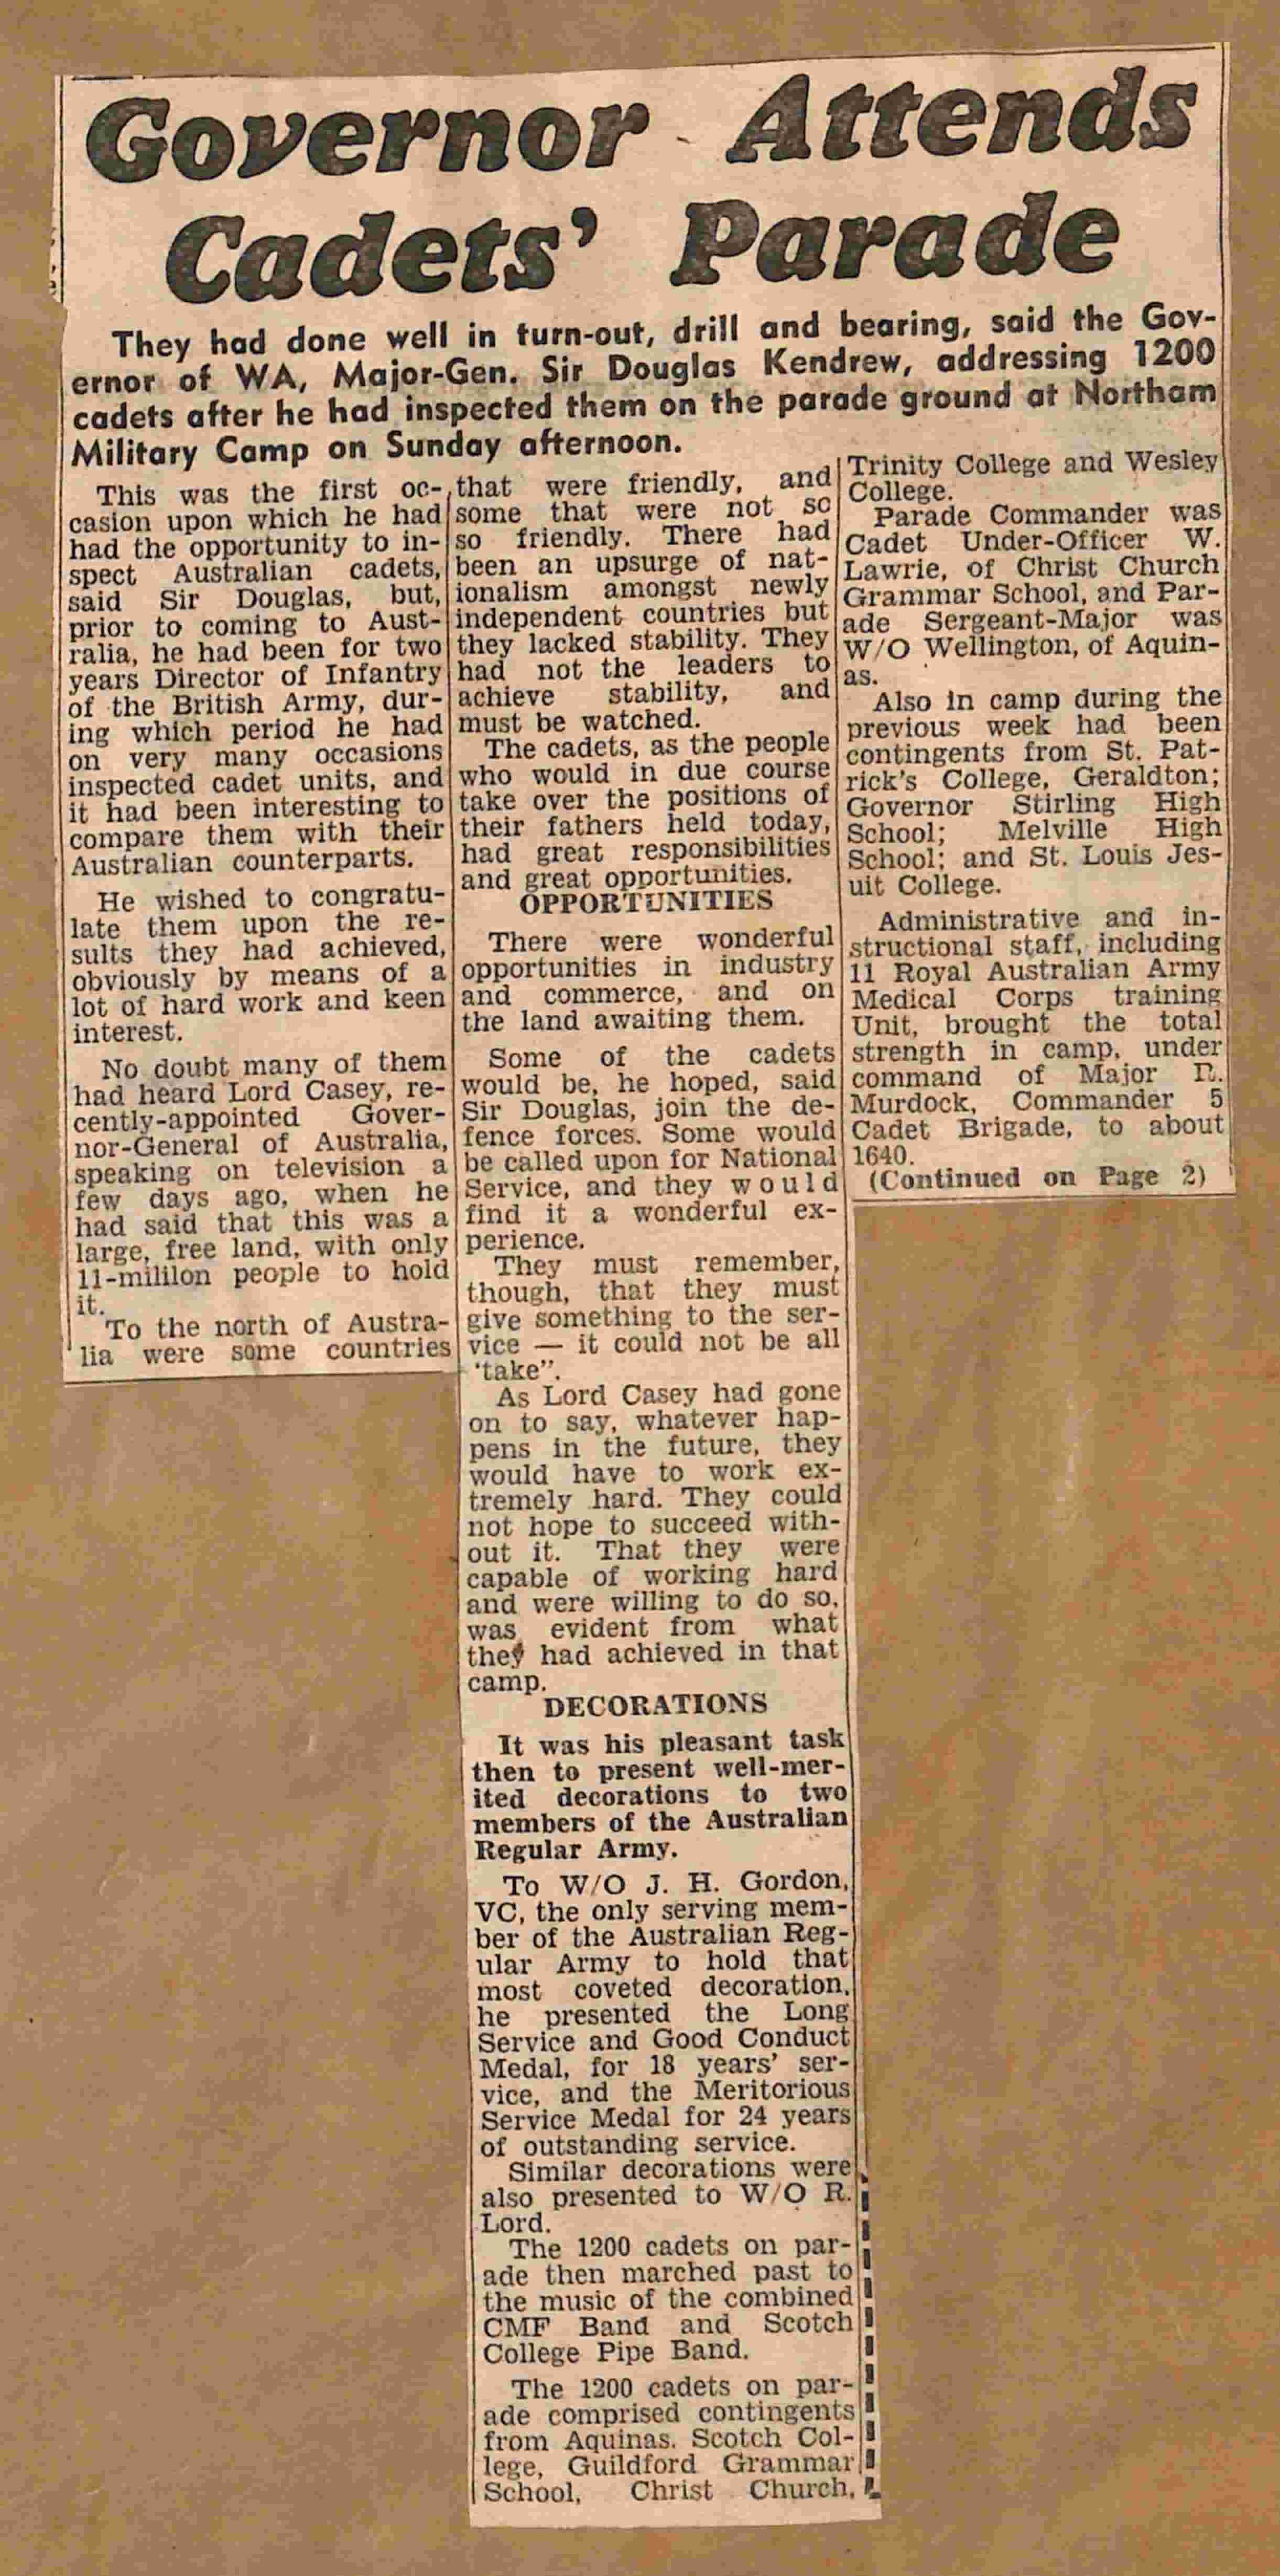 Governor Attends
Cadets' Parade
They had done well in turn-out, drill and bearing, said the Gov-
ernor of WA, Major-Gen. Sir Douglas Kendrew, addressing 1200
cadets after he had inspected them on the parade ground at Northam
Military Camp on Sunday afternoon.
This was the first oc-
casion upon which he had
had the opportunity to in-
spect Australian cadets,
said Sir Douglas, but,
prior to coming to Aust-
ralia, he had been for two
years Director of Infantry
of the British Army, dur-
ing which period he had
on very many occasions
inspected cadet units, and
it had been interesting to
compare them with their
Australian counterparts.
He wished to congratu-
late them upon the re-
sults they had achieved,
obviously by means of a
lot of hard work and keen
interest.
No doubt many of them
had heard Lord Casey, re-
cently-appointed Gover-
nor-General of Australia,
speaking on television a
few days ago, when he
had said that this was a
large, free land, with only
11-mililon people to hold
it.
To the north of Austra-
lia were some countries
that were friendly, and
some that were not so
so friendly. There had
been an upsurge of nat-
ionalism amongst newly
independent countries but
they lacked stability. They
had not the leaders to
achieve stability, and
must be watched.
The cadets, as the people
who would in due course
take over the positions of
their fathers held today,
had great responsibilities
and great opportunities.
OPPORTUNITIES
There were wonderful
opportunities in industry
and commerce, and on
the land awaiting them.
Some of the cadets
would be, he hoped, said
Sir Douglas, join the de-
fence forces. Some would
be called upon for National
Service, and they would
find it a wonderful ex-
perience.
They must remember,
though, that they must
give something to the ser-
vice — it could not be all
'take".
As Lord Casey had gone
on to say, whatever hap-
pens in the future, they
would have to work ex-
tremely hard. They could
not hope to succeed with-
out it. That they were
capable of working hard
and were willing to do so,
was evident from what
they had achieved in that
camp.
DECORATIONS
It was his pleasant task
then to present well-mer-
ited decorations to two
members of the Australian
Regular Army.
To W/O J. H. Gordon,
VC, the only serving mem-
ber of the Australian Reg-
ular Army to hold that
most coveted decoration,
he presented the Long
Service and Good Conduct
Medal, for 18 years' ser-
vice, and the Meritorious
Service Medal for 24 years
of outstanding service.
Similar decorations were
also presented to W/O R.
Lord.
The 1200 cadets on par-
ade then marched past to
the music of the combined
CMF Band and Scotch
College Pipe Band.
The 1200 cadets on par-
ade comprised contingents
from Aquinas. Scotch Col-
lege, Guildford Grammar
School, Christ Church,
Trinity College and Wesley
College.
Parade Commander was
Cadet Under-Officer W.
Lawrie, of Christ Church
Grammar School, and Par-
ade Sergeant-Major was
W/O Wellington, of Aquin-
as.
Also in camp during the
previous week had been
contingents from St. Pat-
rick's College, Geraldton;
Governor Stirling High
School; Melville High
School; and St. Louis Jes-
uit College.
Administrative and in-
structional staff, including
11 Royal Australian Army
Medical Corps training
Unit, brought the total
strength in camp, under
command of Major
Murdock, Commander 5
Cadet Brigade, to about
1640.
(Continued on Page 2)